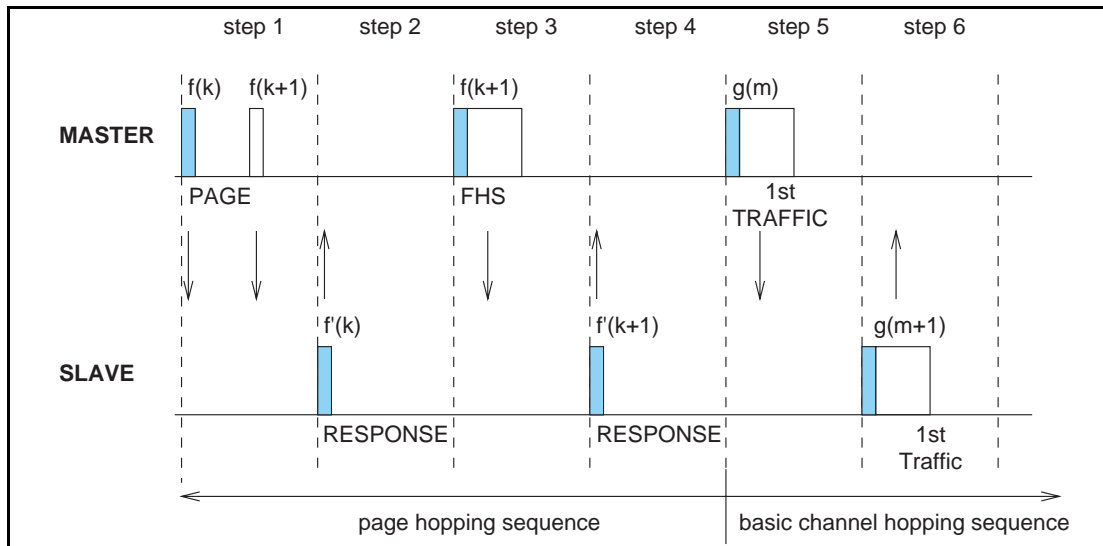 step 1 step 2 step 3 step 4 step 5 step 6
f(k) f(k+1) f(k+1) g(m)
MASTER
PAGE FHS 1st
TRAFFIC
f'(k) f'(k+1) g(m+1)
SLAVE
RESPONSE RESPONSE 1st
Traffic
page hopping sequence basic channel hopping sequence